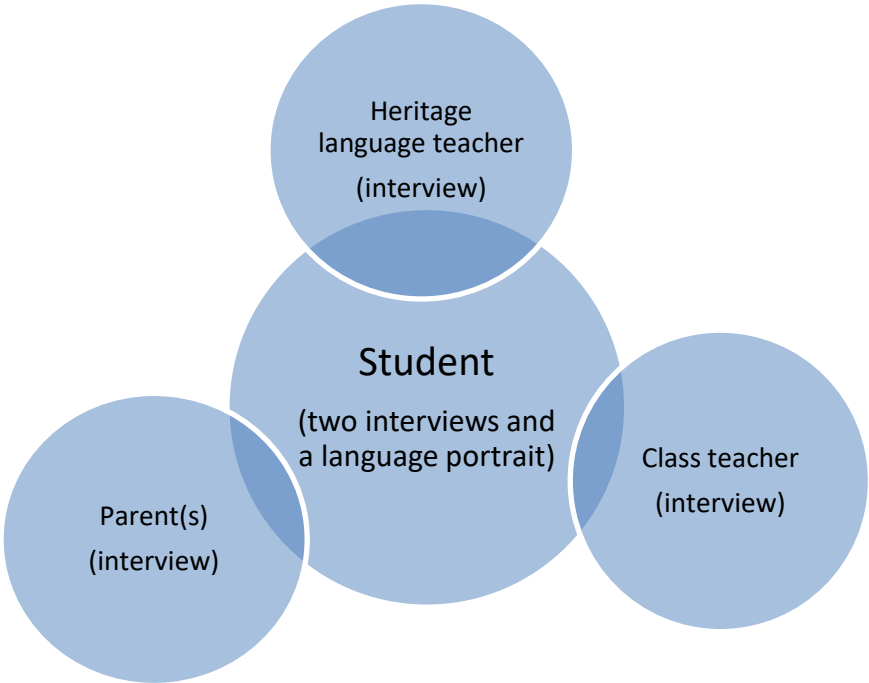 Heritage
language teacher
(interview)
Student
(two interviews and
a language portrait)
Class teacher
(interview)
Parent(s)
(interview)